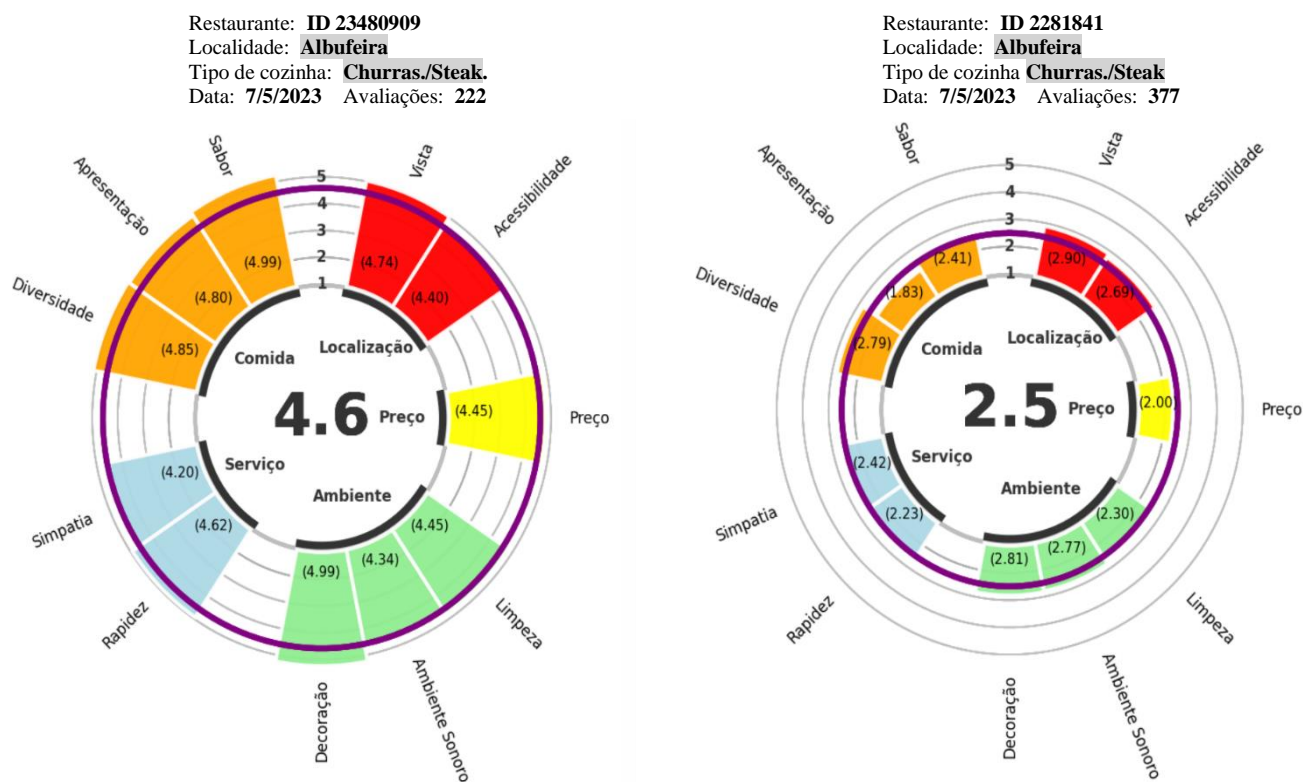 Restaurante: ID 23480909
Localidade: Albufeira
Tipo de cozinha: Churras./Steak.
Data: 7/5/2023 Avaliações: 222
Sabor
Vista
Apresentação
Acessibilidade
Diversidade
5
4
3
2
1
(4.99)
(4.74)
(4.80)
(4.40)
(4.85)
Comida
Localização
4.6
Preço
(4.45)
Preço
Serviço
Ambiente
(4.20)
(4.62)
(4.45)
(4.34)
(4.99)
Simpatia
Rapidez
Limpeza
Decoração
Ambiente Sonoro
Restaurante: ID 2281841
Localidade: Albufeira
Tipo de cozinha Churras./Steak
Data: 7/5/2023 Avaliações: 377
Sabor
Vista
Apresentação
Acessibilidade
Diversidade
5
4
3
2
1
(2.41)
(2.90)
(1.83)
(2.69)
(2.79)
Comida
Localização
2.5
Preço
(2.00)
Preço
Serviço
Ambiente
(2.42)
(2.23)
(2.30)
(2.77)
(2.81)
Simpatia
Rapidez
Limpeza
Decoração
Ambiente Sonoro